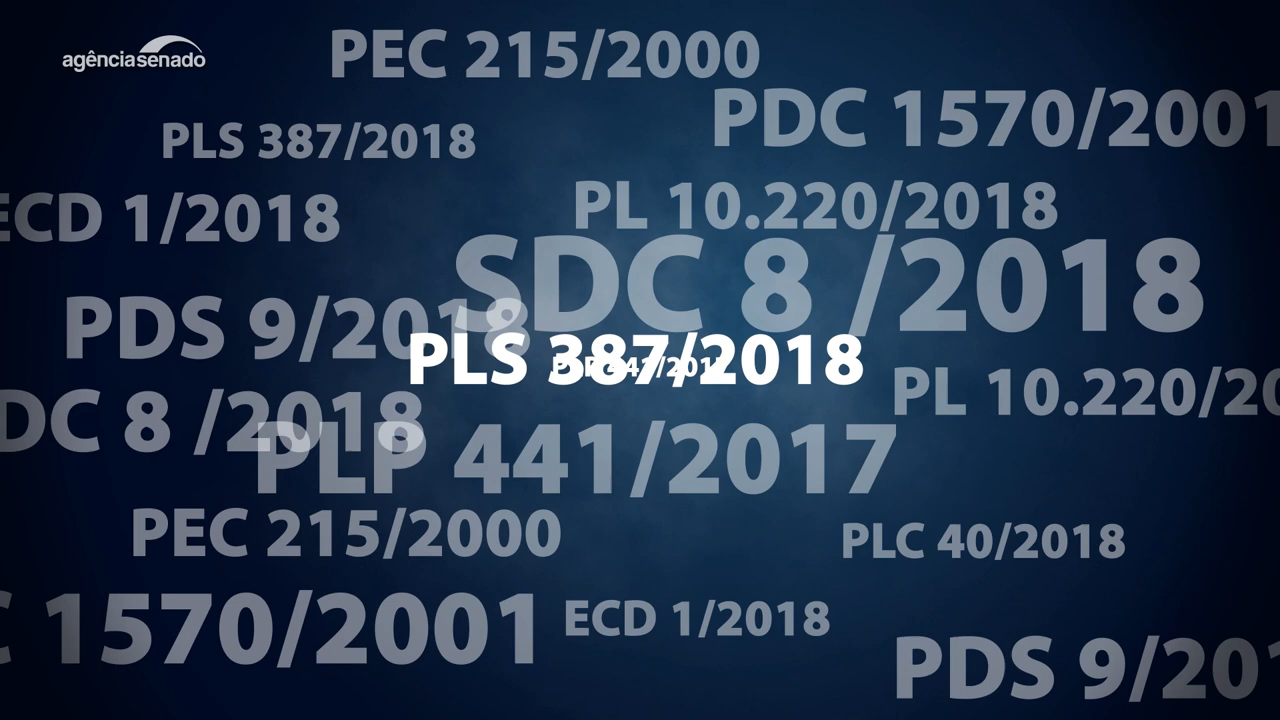 agênciasenado
PEC 215/2000
PDC 1570/2001
PLS 387/2018
ECD 1/2018
PL 10.220/2018
SDC 8 /2018
PDS 9/2018
PLS 387/2018
PL 10.220/20
DC 8 /2018
PLP 441/2017
PEC 215/2000
PLC 40/2018
C 1570/2001
ECD 1/2018
PDS 9/201